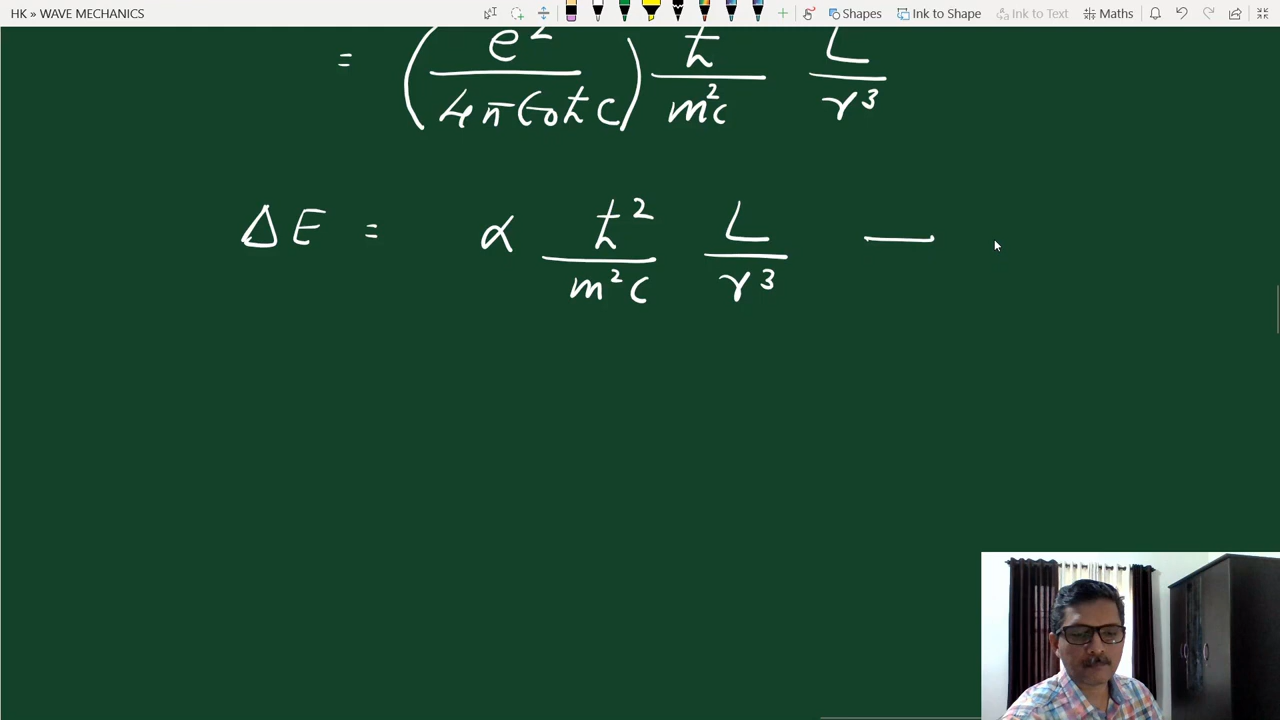 HK » WAVE MECHANICS
Shapes Ink to Shape Ink to Text Maths
= (e² / 4πϵ₀ħc) ħ / m²c L / r³
ΔE = α ħ² / m²c L / r³ —